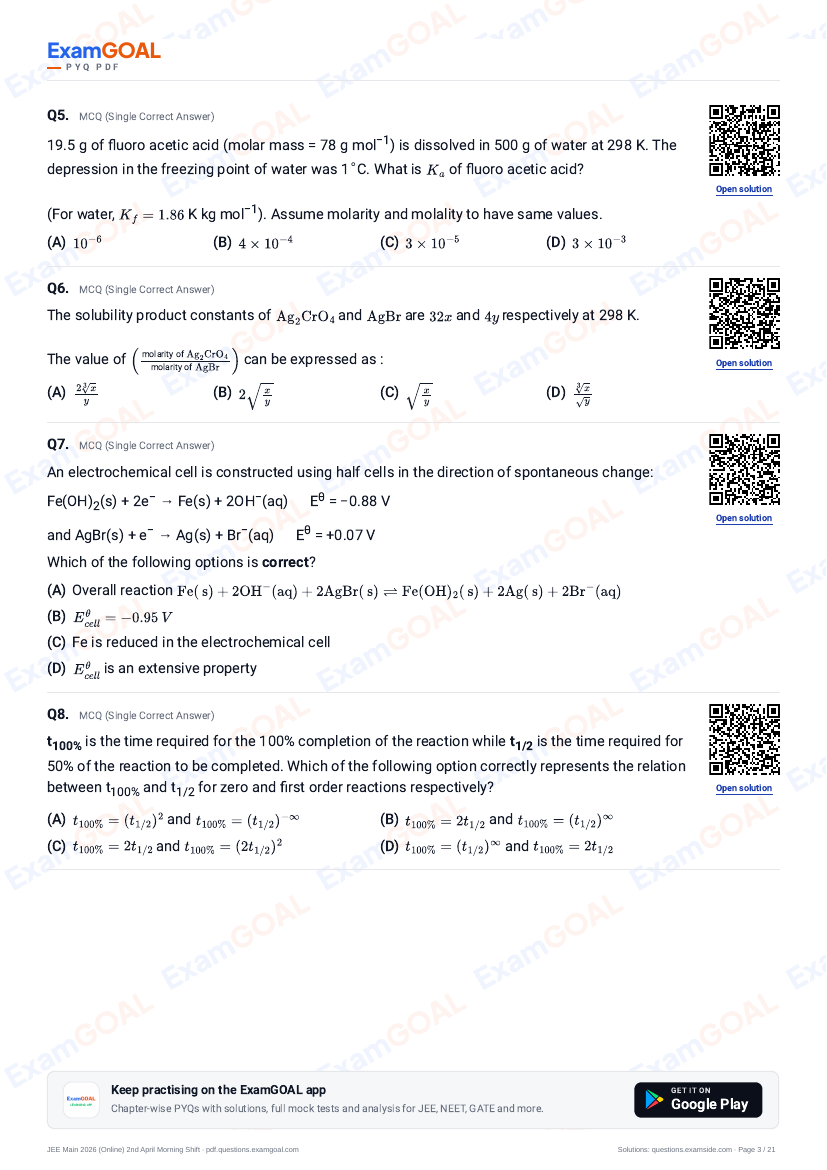 ExamGOAL
PYQ PDF
Q5. MCQ (Single Correct Answer)
19.5 g of fluoro acetic acid (molar mass = 78 g mol⁻¹) is dissolved in 500 g of water at 298 K. The
depression in the freezing point of water was 1°C. What is Kₐ of fluoro acetic acid?
(For water, K_f = 1.86 K kg mol⁻¹). Assume molarity and molality to have same values.
(A) 10⁻⁶ (B) 4 × 10⁻⁴ (C) 3 × 10⁻⁵ (D) 3 × 10⁻³
Open solution
Q6. MCQ (Single Correct Answer)
The solubility product constants of Ag₂CrO₄ and AgBr are 32x and 4y respectively at 298 K.
The value of (molarity of Ag₂CrO₄ / molarity of AgBr) can be expressed as :
(A) 2∛x / y (B) 2√(x/y) (C) √(x/y) (D) ∛x / √y
Open solution
Q7. MCQ (Single Correct Answer)
An electrochemical cell is constructed using half cells in the direction of spontaneous change:
Fe(OH)₂(s) + 2e⁻ → Fe(s) + 2OH⁻(aq) E^θ = −0.88 V
and AgBr(s) + e⁻ → Ag(s) + Br⁻(aq) E^θ = +0.07 V
Which of the following options is correct?
(A) Overall reaction Fe( s) + 2OH⁻(aq) + 2AgBr( s) ⇌ Fe(OH)₂( s) + 2Ag( s) + 2Br⁻(aq)
(B) E^θ_cell = −0.95 V
(C) Fe is reduced in the electrochemical cell
(D) E^θ_cell is an extensive property
Open solution
Q8. MCQ (Single Correct Answer)
t₁₀₀% is the time required for the 100% completion of the reaction while t₁/₂ is the time required for
50% of the reaction to be completed. Which of the following option correctly represents the relation
between t₁₀₀% and t₁/₂ for zero and first order reactions respectively?
(A) t₁₀₀% = (t₁/₂)² and t₁₀₀% = (t₁/₂)^−∞ (B) t₁₀₀% = 2t₁/₂ and t₁₀₀% = (t₁/₂)^∞
(C) t₁₀₀% = 2t₁/₂ and t₁₀₀% = (2t₁/₂)² (D) t₁₀₀% = (t₁/₂)^∞ and t₁₀₀% = 2t₁/₂
Open solution
ExamGOAL
Keep practising on the ExamGOAL app
Chapter-wise PYQs with solutions, full mock tests and analysis for JEE, NEET, GATE and more.
GET IT ON
Google Play
JEE Main 2026 (Online) 2nd April Morning Shift · pdf.questions.examgoal.com Solutions: questions.examside.com · Page 3 / 21